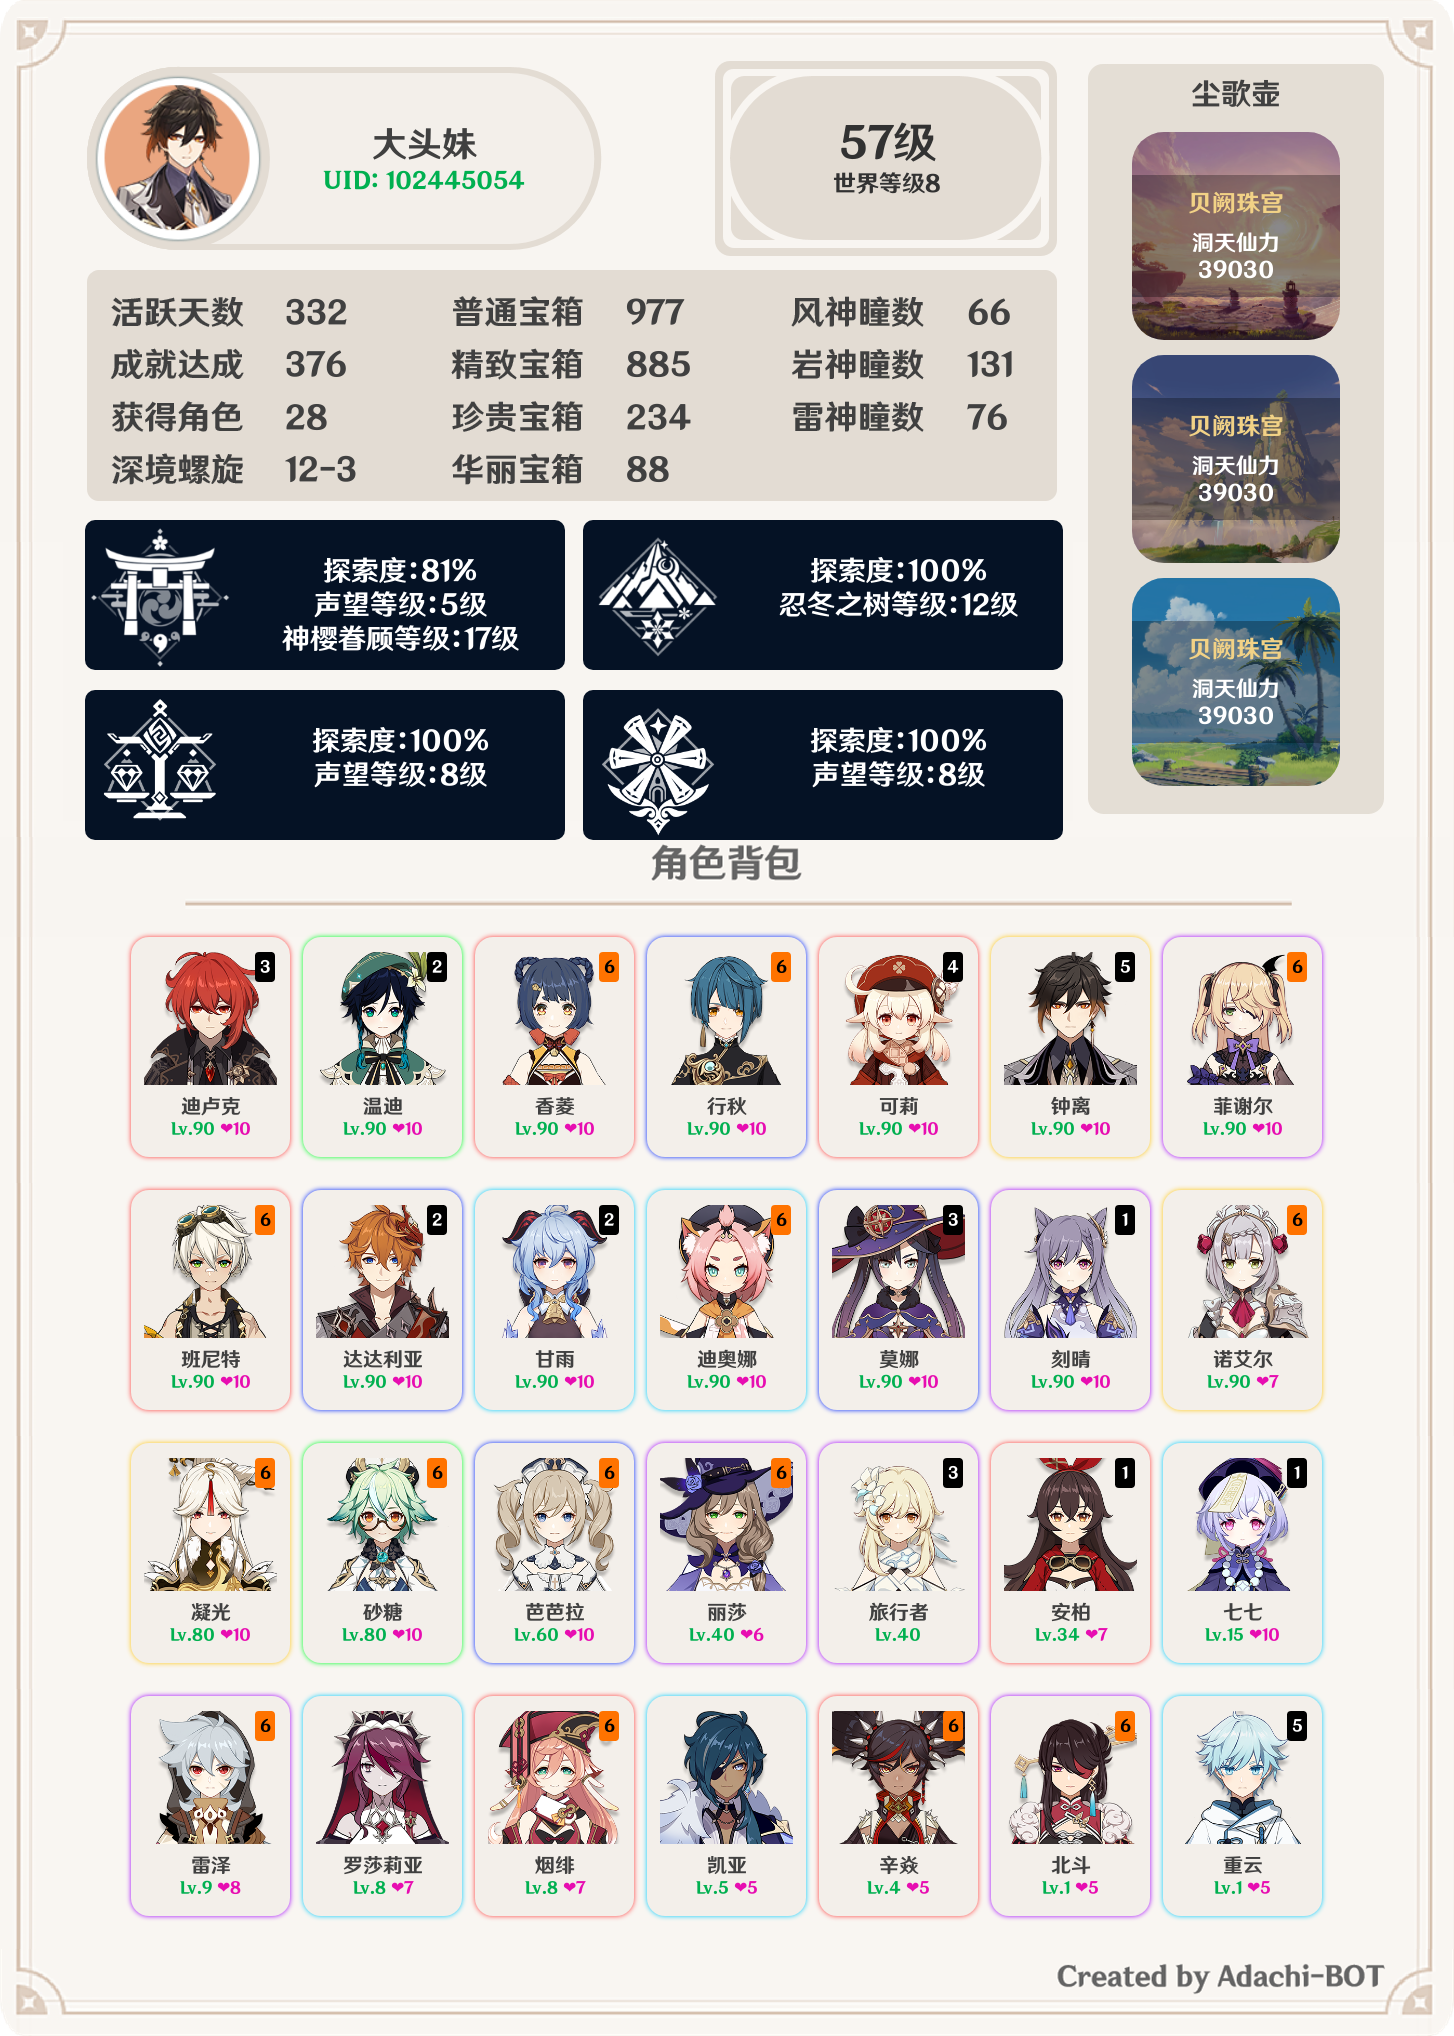 大头妹
UID: 102445054
57级
世界等级8
尘歌壶
贝阙珠宫
洞天仙力
39030
贝阙珠宫
洞天仙力
39030
贝阙珠宫
洞天仙力
39030
活跃天数 332 普通宝箱 977 风神瞳数 66
成就达成 376 精致宝箱 885 岩神瞳数 131
获得角色 28 珍贵宝箱 234 雷神瞳数 76
深境螺旋 12-3 华丽宝箱 88
探索度:81%
声望等级:5级
神樱眷顾等级:17级
探索度:100%
忍冬之树等级:12级
探索度:100%
声望等级:8级
探索度:100%
声望等级:8级
角色背包
3 2 6 6 4 5 6
迪卢克 温迪 香菱 行秋 可莉 钟离 菲谢尔
Lv.90 ❤10 Lv.90 ❤10 Lv.90 ❤10 Lv.90 ❤10 Lv.90 ❤10 Lv.90 ❤10 Lv.90 ❤10
6 2 2 6 3 1 6
班尼特 达达利亚 甘雨 迪奥娜 莫娜 刻晴 诺艾尔
Lv.90 ❤10 Lv.90 ❤10 Lv.90 ❤10 Lv.90 ❤10 Lv.90 ❤10 Lv.90 ❤10 Lv.90 ❤7
6 6 6 6 3 1 1
凝光 砂糖 芭芭拉 丽莎 旅行者 安柏 七七
Lv.80 ❤10 Lv.80 ❤10 Lv.60 ❤10 Lv.40 ❤6 Lv.40 Lv.34 ❤7 Lv.15 ❤10
6 6 6 6 5
雷泽 罗莎莉亚 烟绯 凯亚 辛焱 北斗 重云
Lv.9 ❤8 Lv.8 ❤7 Lv.8 ❤7 Lv.5 ❤5 Lv.4 ❤5 Lv.1 ❤5 Lv.1 ❤5
Created by Adachi-BOT